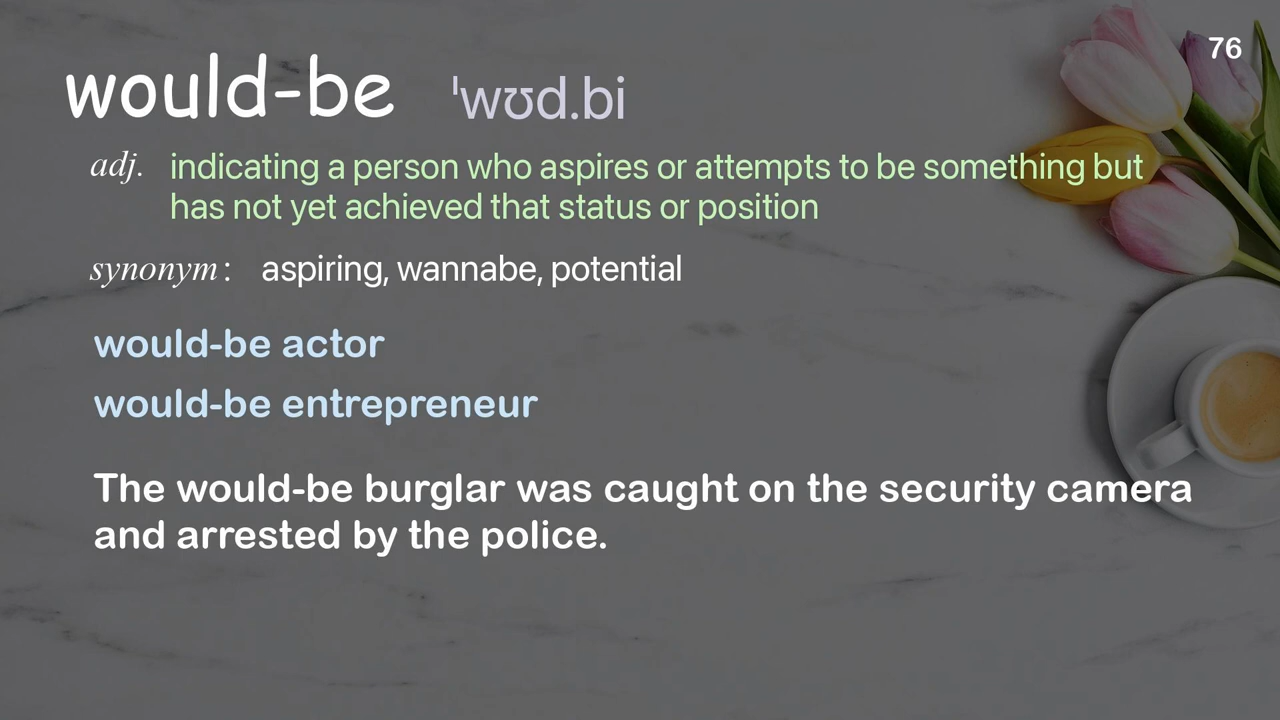 76
would-be ˈwʊd.bi
adj. indicating a person who aspires or attempts to be something but
has not yet achieved that status or position
synonym: aspiring, wannabe, potential
would-be actor
would-be entrepreneur
The would-be burglar was caught on the security camera
and arrested by the police.